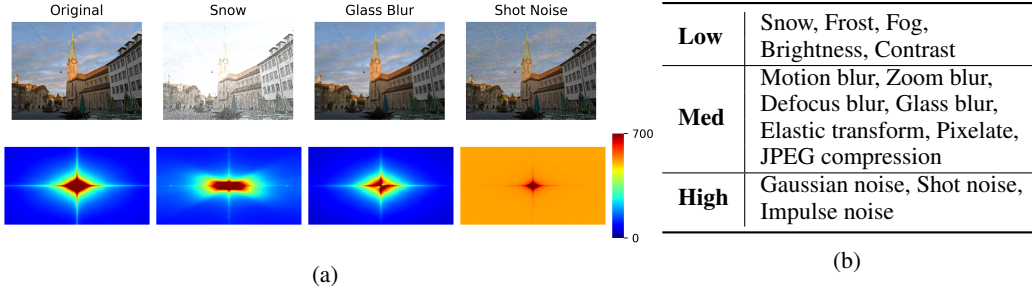 Original
Snow
Glass Blur
Shot Noise
700
0
(a)
Low
Snow, Frost, Fog,
Brightness, Contrast
Med
Motion blur, Zoom blur,
Defocus blur, Glass blur,
Elastic transform, Pixelate,
JPEG compression
High
Gaussian noise, Shot noise,
Impulse noise
(b)